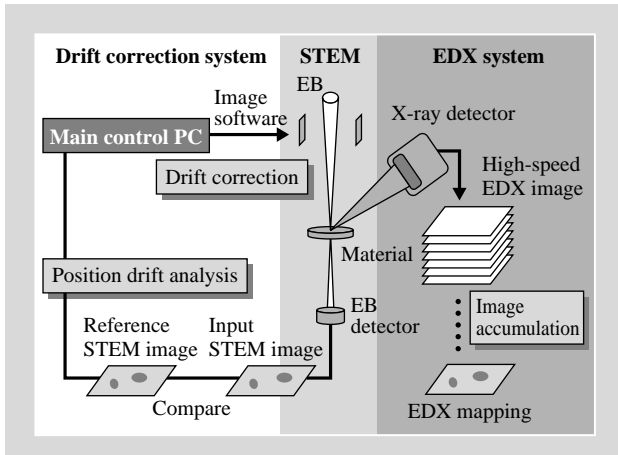 Drift correction system
STEM
EDX system
EB
Image
software
X-ray detector
Main control PC
High-speed
EDX image
Drift correction
Material
Position drift analysis
EB
detector
Image
accumulation
Reference
STEM image
Input
STEM image
Compare
EDX mapping